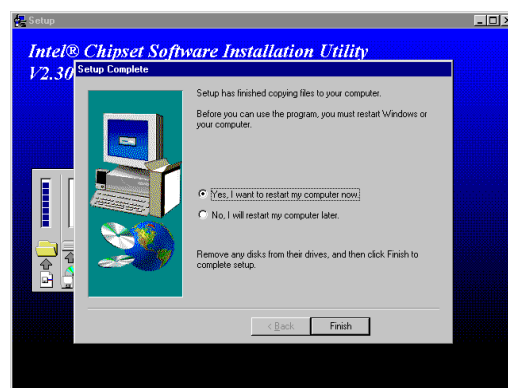 Setup
Intel® Chipset Software Installation Utility
V2.30
Setup Complete
Setup has finished copying files to your computer.
Before you can use the program, you must restart Windows or
your computer.
Yes, I want to restart my computer now.
No, I will restart my computer later.
Remove any disks from their drives, and then click Finish to
complete setup.
< Back
Finish